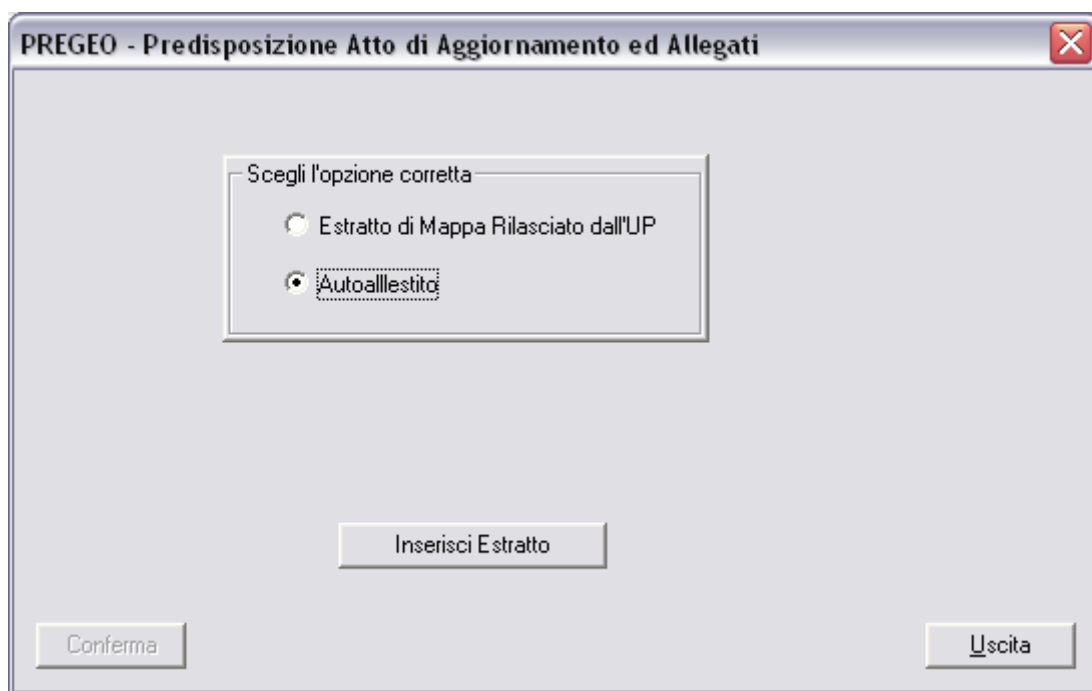 PREGEO - Predisposizione Atto di Aggiornamento ed Allegati
Scegli l'opzione corretta
Estratto di Mappa Rilasciato dall'UP
Autoalllestito
Inserisci Estratto
Conferma
Uscita